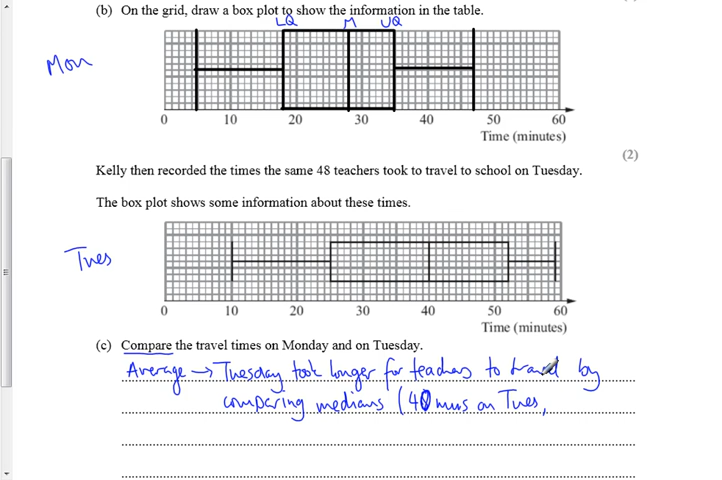 (b) On the grid, draw a box plot to show the information in the table.
LQ M UQ
Mon
0 10 20 30 40 50 60
Time (minutes)
(2)
Kelly then recorded the times the same 48 teachers took to travel to school on Tuesday.
The box plot shows some information about these times.
Tues
0 10 20 30 40 50 60
Time (minutes)
(c) Compare the travel times on Monday and on Tuesday.
Average → Tuesday took longer for teachers to travel by
comparing medians (40 mins on Tues,